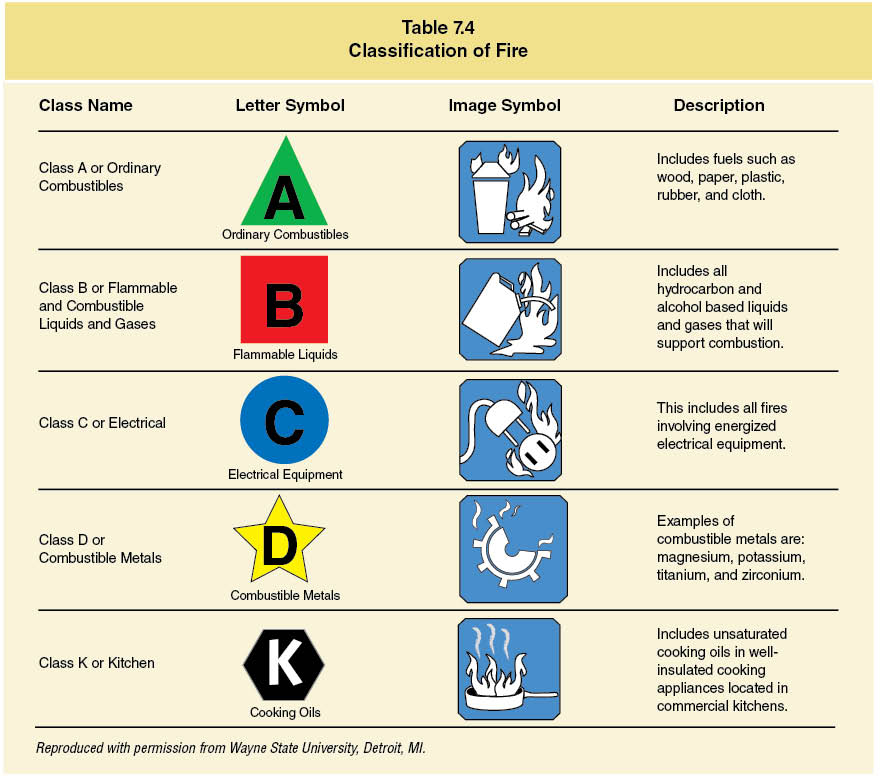 Table 7.4
Classification of Fire
Class Name
Letter Symbol
Image Symbol
Description
Class A or Ordinary
Combustibles
A
Ordinary Combustibles
Includes fuels such as
wood, paper, plastic,
rubber, and cloth.
Class B or Flammable
and Combustible
Liquids and Gases
B
Flammable Liquids
Includes all
hydrocarbon and
alcohol based liquids
and gases that will
support combustion.
Class C or Electrical
C
Electrical Equipment
This includes all fires
involving energized
electrical equipment.
Class D or
Combustible Metals
D
Combustible Metals
Examples of
combustible metals are:
magnesium, potassium,
titanium, and zirconium.
Class K or Kitchen
K
Cooking Oils
Includes unsaturated
cooking oils in well-
insulated cooking
appliances located in
commercial kitchens.
Reproduced with permission from Wayne State University, Detroit, MI.